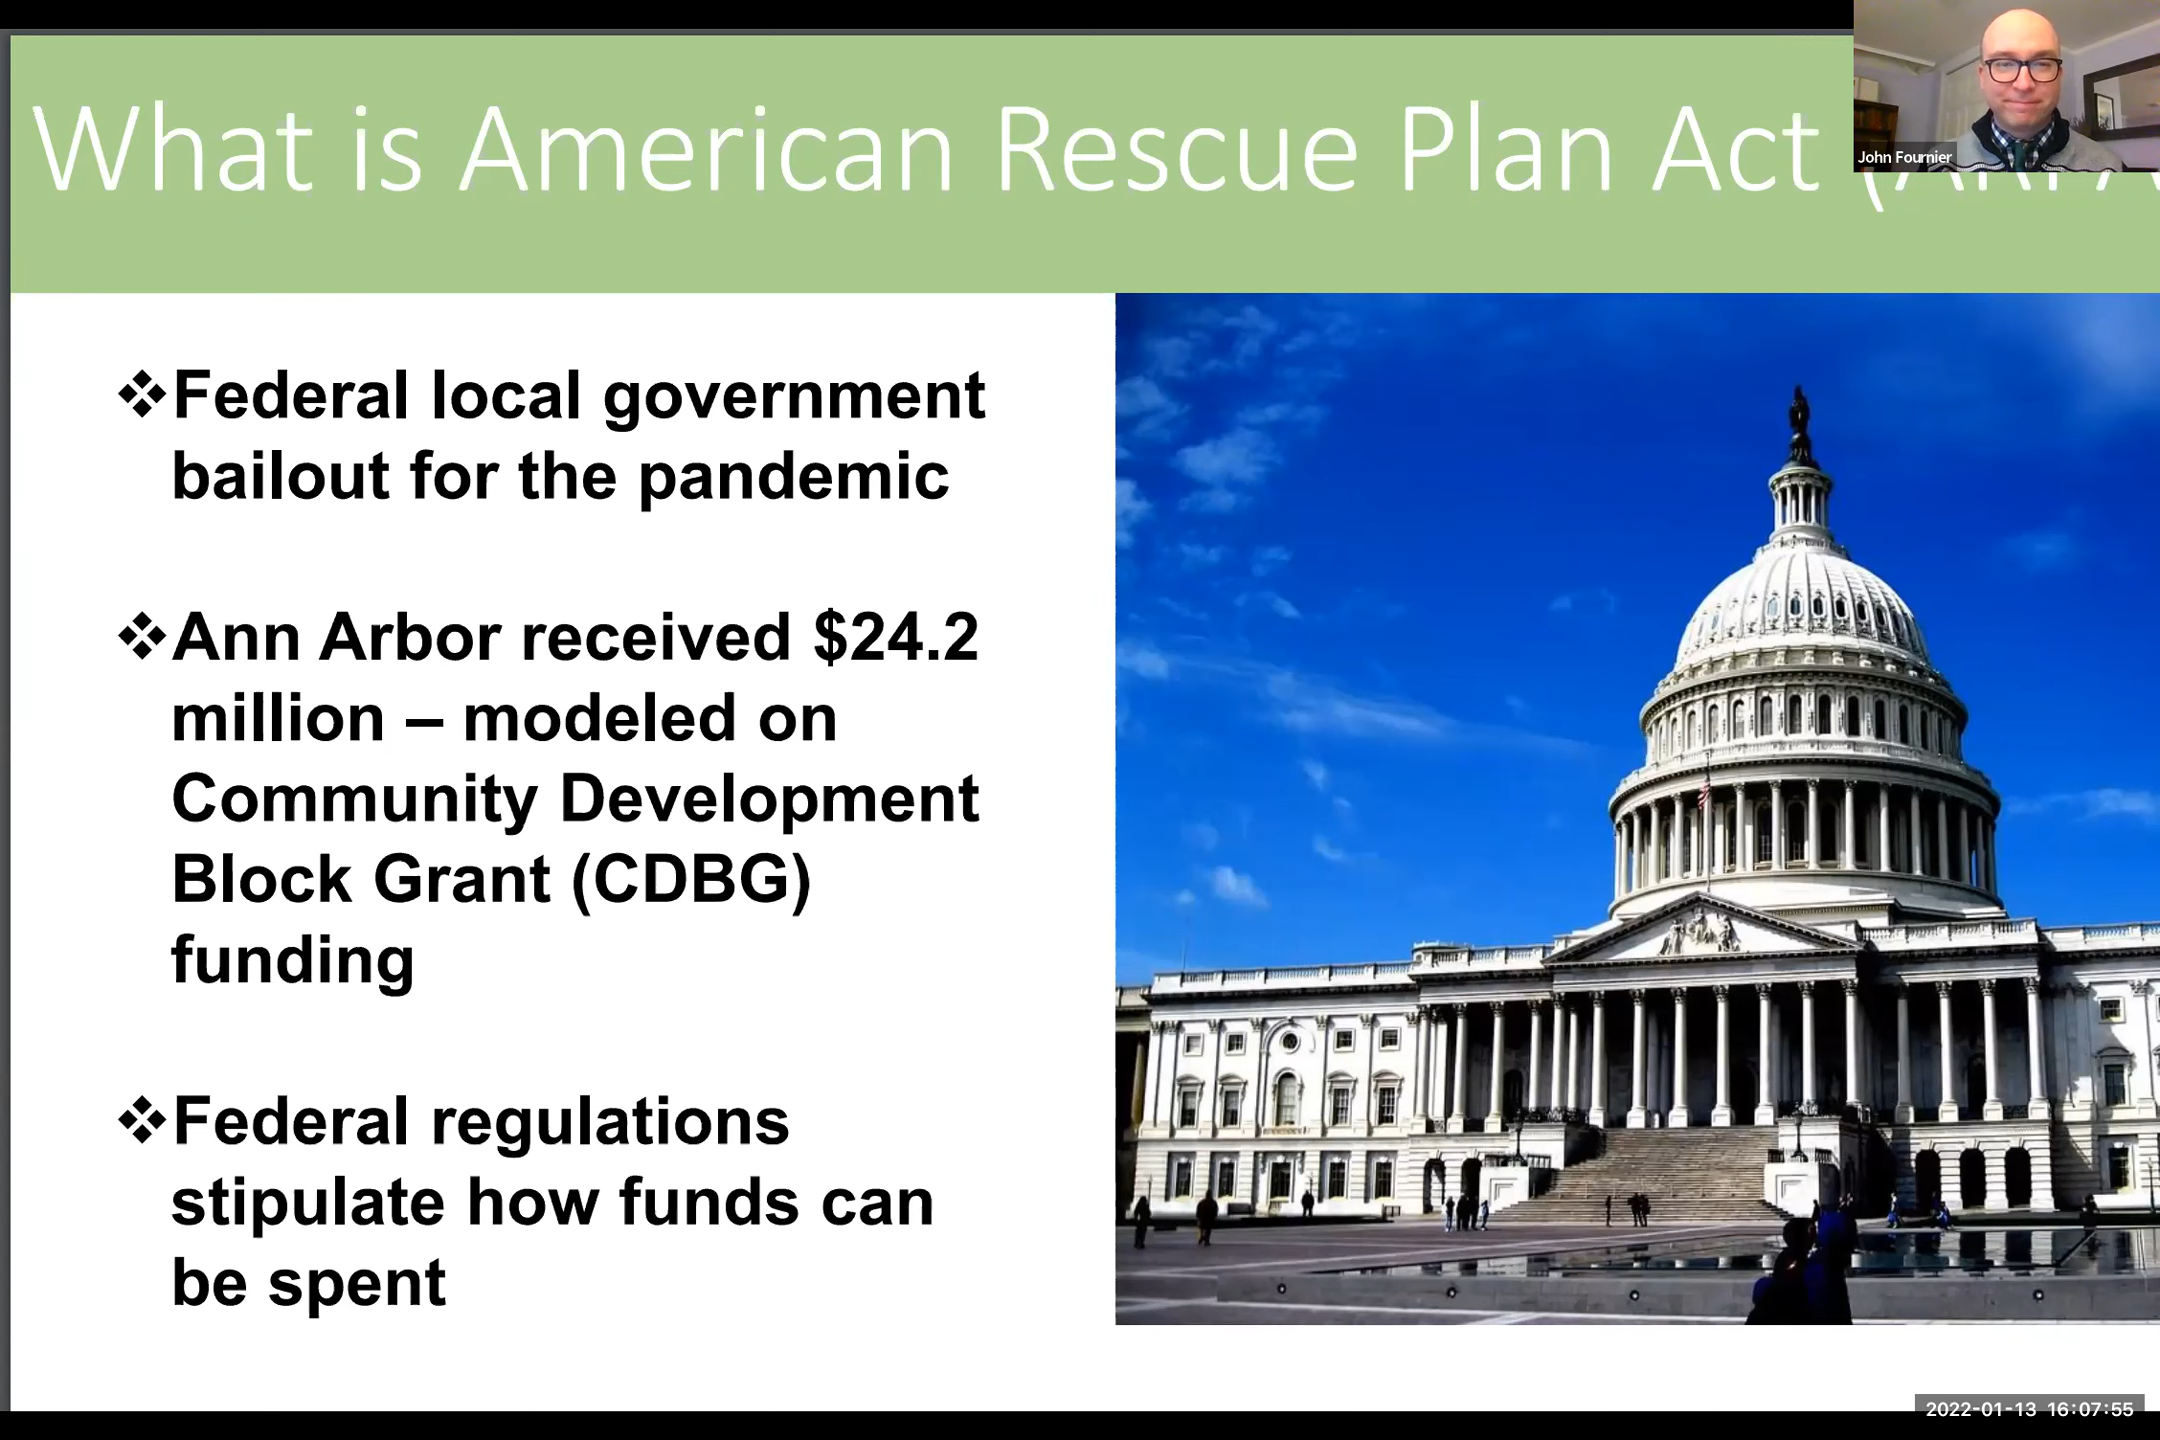 What is American Rescue Plan Act
John Fournier
❖Federal local government
bailout for the pandemic
❖Ann Arbor received $24.2
million – modeled on
Community Development
Block Grant (CDBG)
funding
❖Federal regulations
stipulate how funds can
be spent
2022-01-13 16:07:55